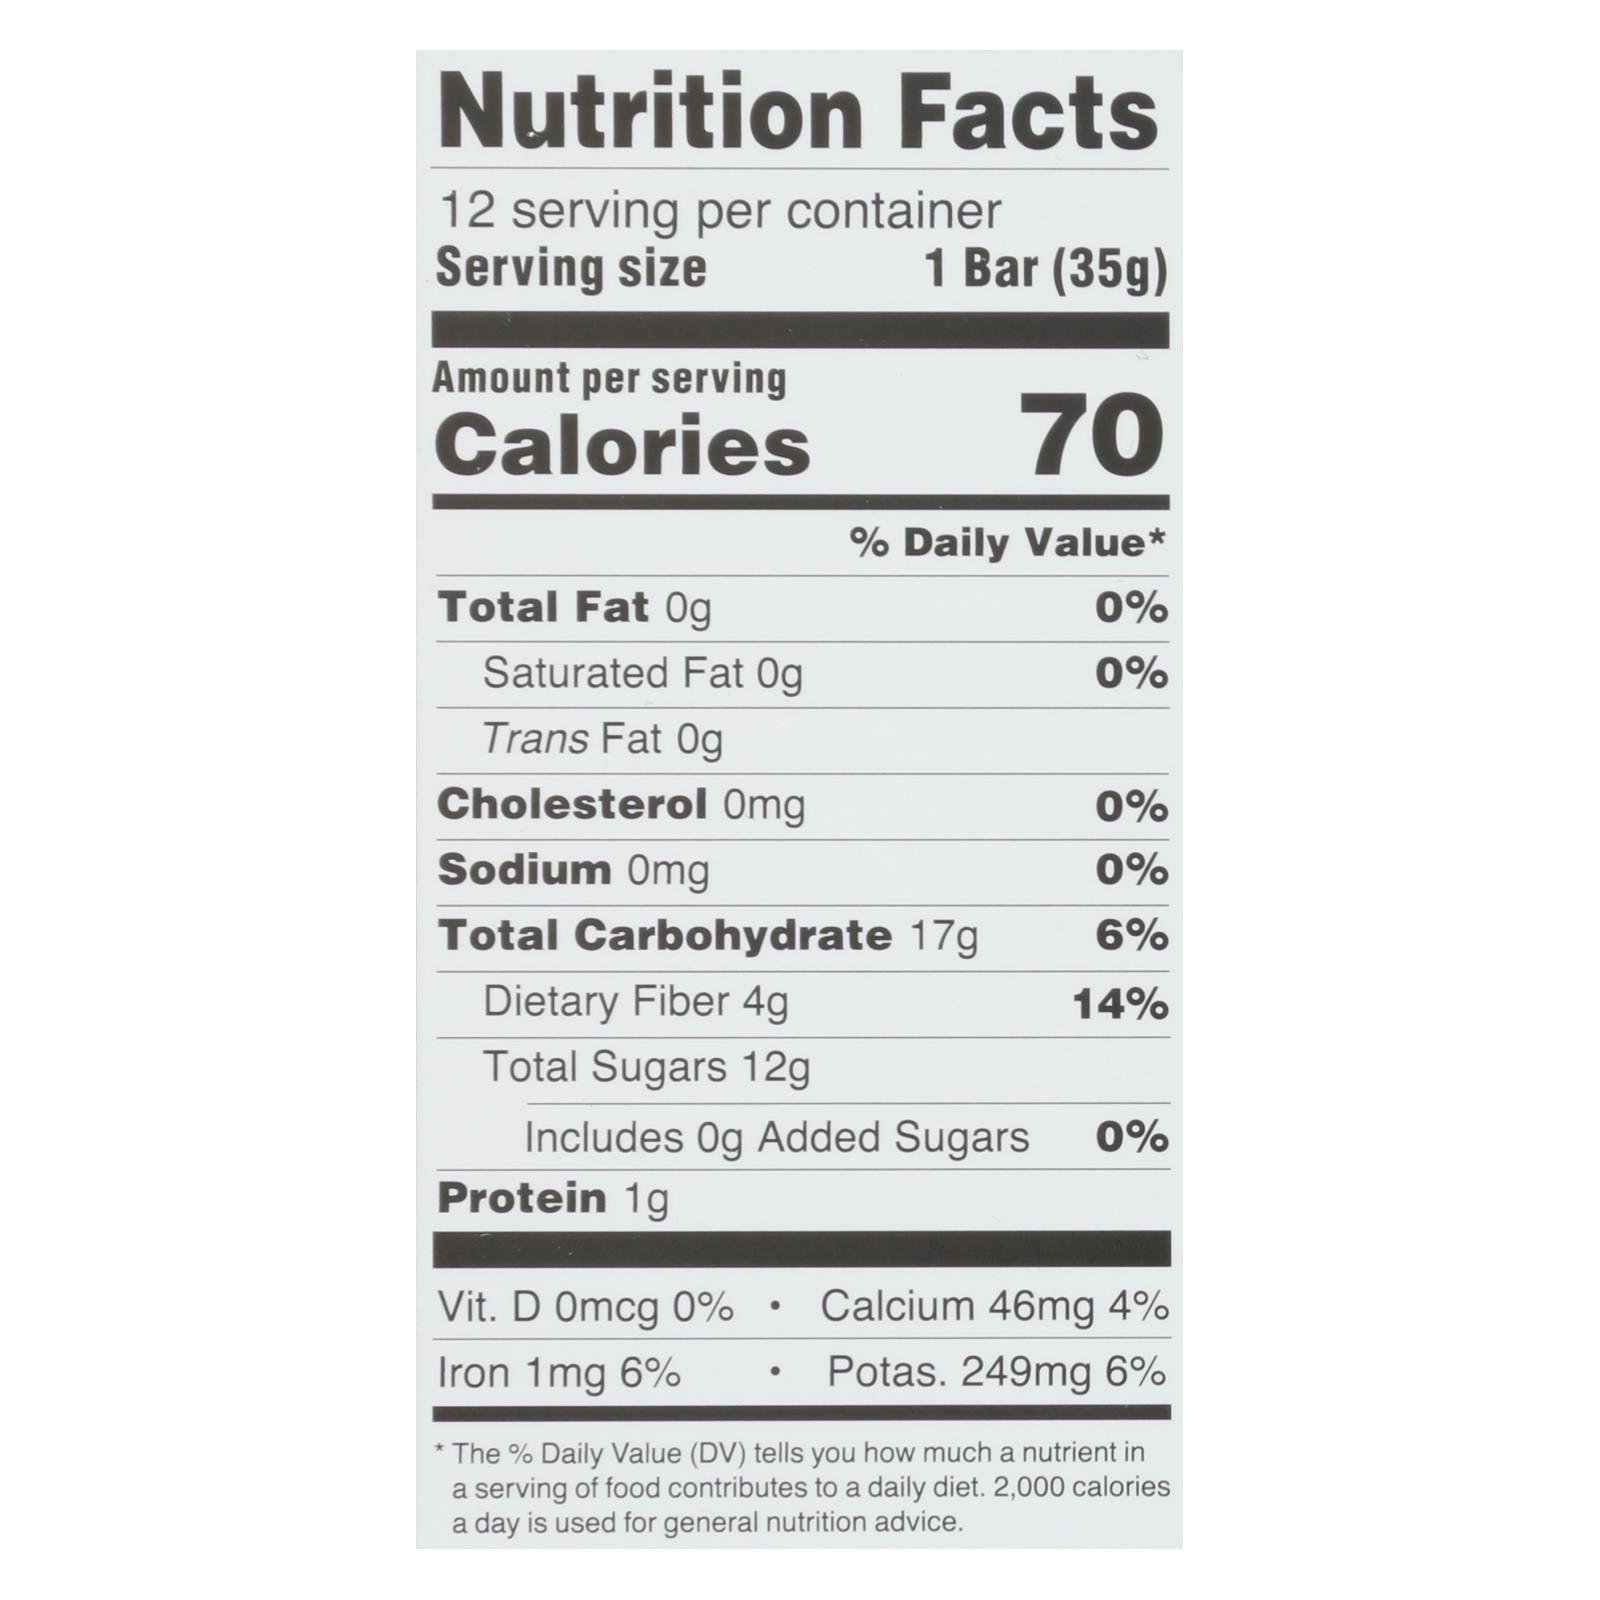 Nutrition Facts
12 serving per container
Serving size 1 Bar (35g)
Amount per serving
Calories 70
% Daily Value*
Total Fat 0g 0%
Saturated Fat 0g 0%
Trans Fat 0g
Cholesterol 0mg 0%
Sodium 0mg 0%
Total Carbohydrate 17g 6%
Dietary Fiber 4g 14%
Total Sugars 12g
Includes 0g Added Sugars 0%
Protein 1g
Vit. D 0mcg 0% • Calcium 46mg 4%
Iron 1mg 6% • Potas. 249mg 6%
* The % Daily Value (DV) tells you how much a nutrient in
a serving of food contributes to a daily diet. 2,000 calories
a day is used for general nutrition advice.